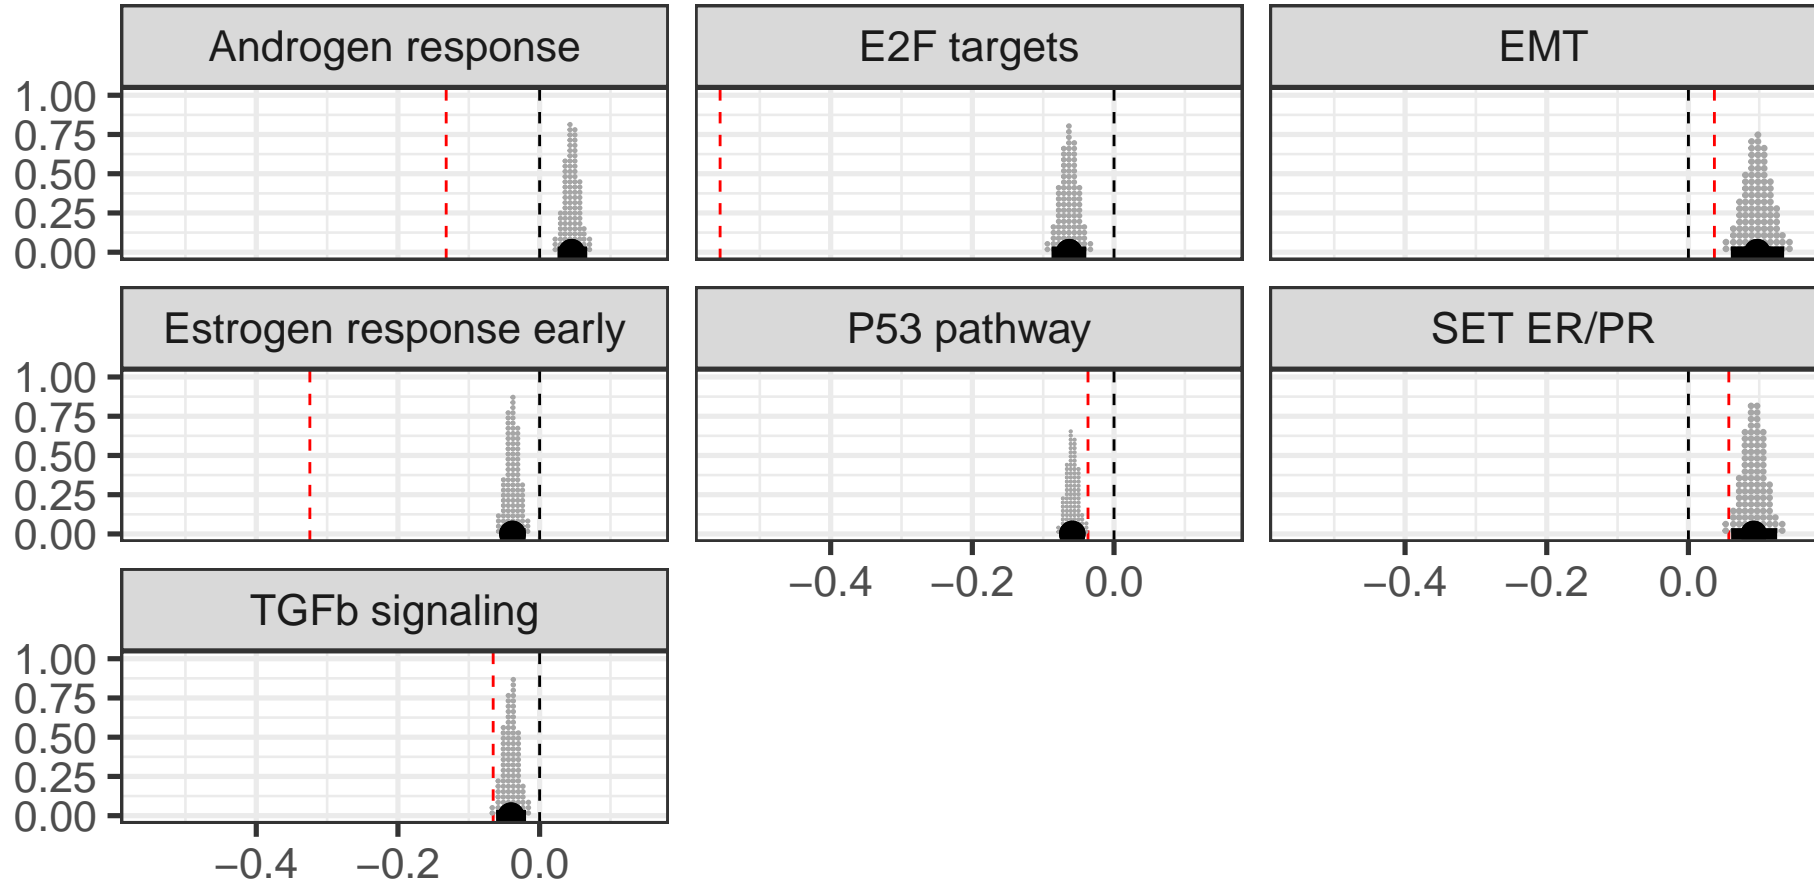 Androgen response
E2F targets
EMT
1.00
0.75
0.50
0.25
0.00
Estrogen response early
P53 pathway
SET ER/PR
1.00
0.75
0.50
0.25
0.00
−0.4 −0.2 0.0
−0.4 −0.2 0.0
TGFb signaling
1.00
0.75
0.50
0.25
0.00
−0.4 −0.2 0.0